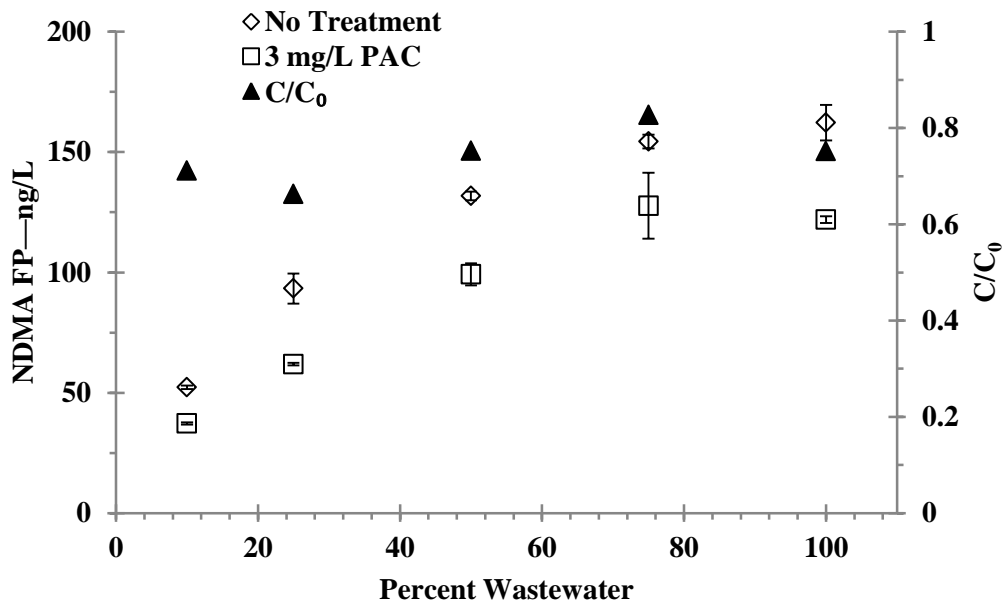 No Treatment
3 mg/L PAC
C/C₀
200
150
100
50
0
NDMA FP—ng/L
1
0.8
0.6
0.4
0.2
0
C/C₀
0 20 40 60 80 100
Percent Wastewater